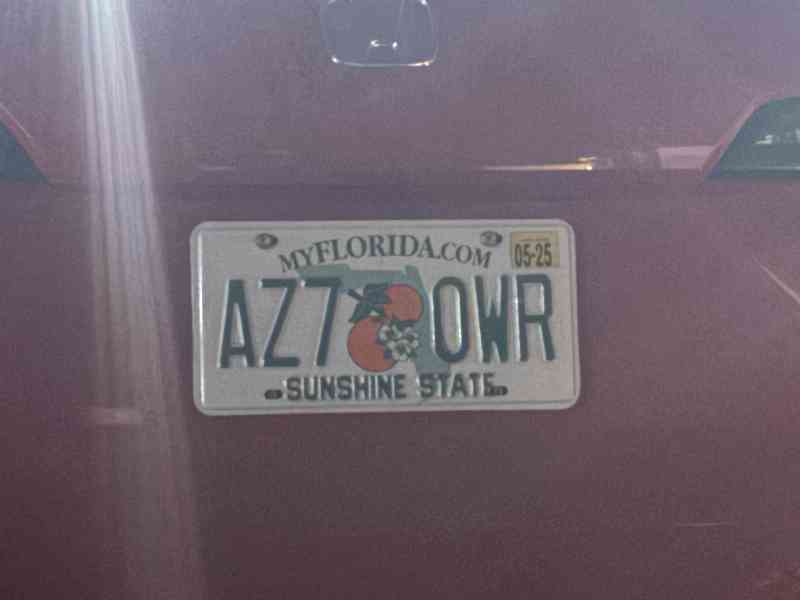 MYFLORIDA.COM
05-25
AZ7 OWR
SUNSHINE STATE